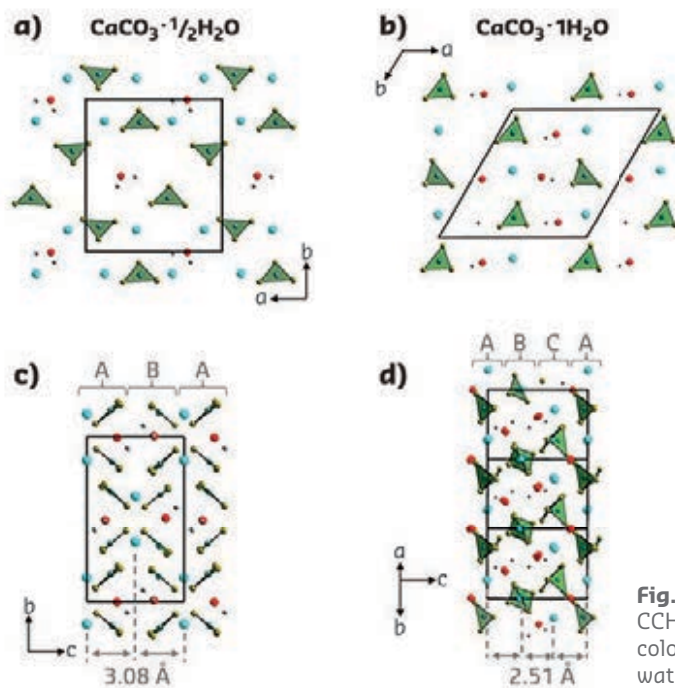 a) CaCO₃·½H₂O
b) CaCO₃·1H₂O
a
b
b
a
c)
A B A
d)
A B C A
b
c
3.08 Å
a
c
b
2.51 Å
Fig.
CCH
colo
wat